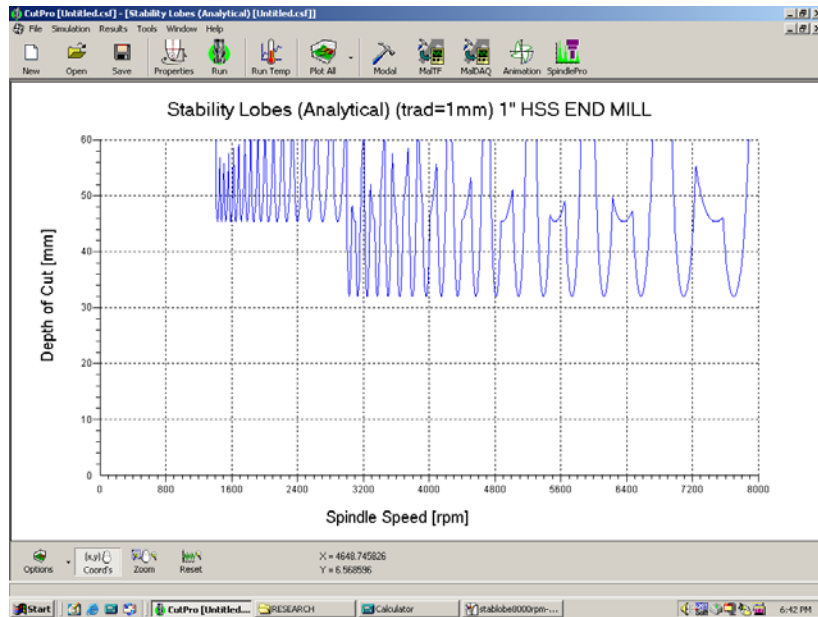 CutPro [Untitled.csf] - [Stability Lobes (Analytical) [Untitled.csf]]
File Simulation Results Tools Window Help
New Open Save Properties Run Run Temp Plot All Modal MalTF MalDAQ Animation SpindlePro
Stability Lobes (Analytical) (trad=1mm) 1" HSS END MILL
60
50
40
30
20
10
0
Depth of Cut [mm]
0 800 1600 2400 3200 4000 4800 5600 6400 7200 8000
Spindle Speed [rpm]
Options Coord's Zoom Reset
X = 4648.745826
Y = 6.568596
Start CutPro [Untitled... RESEARCH Calculator stablobe8000rpm-... 6:42 PM